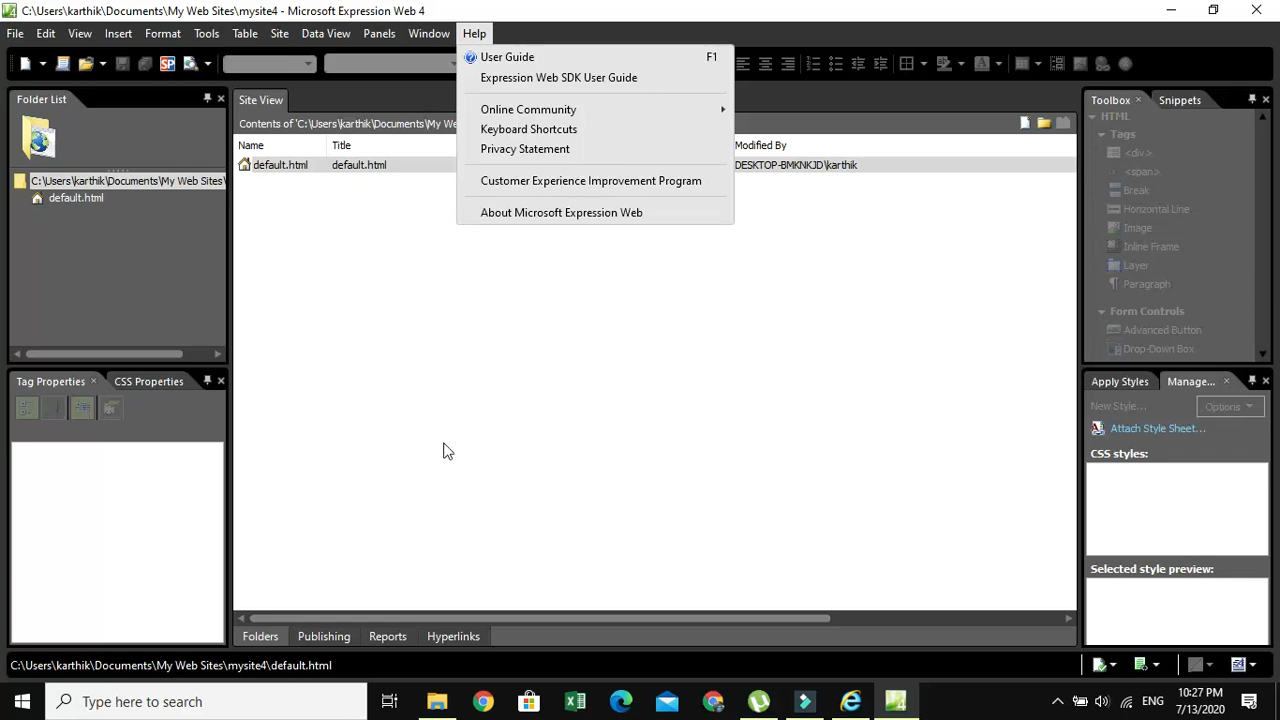 C:\Users\karthik\Documents\My Web Sites\mysite4 - Microsoft Expression Web 4
File Edit View Insert Format Tools Table Site Data View Panels Window Help
User Guide F1
Expression Web SDK User Guide
Online Community
Keyboard Shortcuts
Privacy Statement
Customer Experience Improvement Program
About Microsoft Expression Web
Folder List
C:\Users\karthik\Documents\My Web Sites\
default.html
Site View
Contents of 'C:\Users\karthik\Documents\My We
Name Title Modified By
default.html default.html DESKTOP-BMKNKJD\karthik
Toolbox Snippets
HTML
Tags
<div>
<span>
Break
Horizontal Line
Image
Inline Frame
Layer
Paragraph
Form Controls
Advanced Button
Drop-Down Box
Tag Properties CSS Properties
Apply Styles Manage...
New Style... Options
Attach Style Sheet...
CSS styles:
Selected style preview:
Folders Publishing Reports Hyperlinks
C:\Users\karthik\Documents\My Web Sites\mysite4\default.html
Type here to search
ENG
10:27 PM
7/13/2020